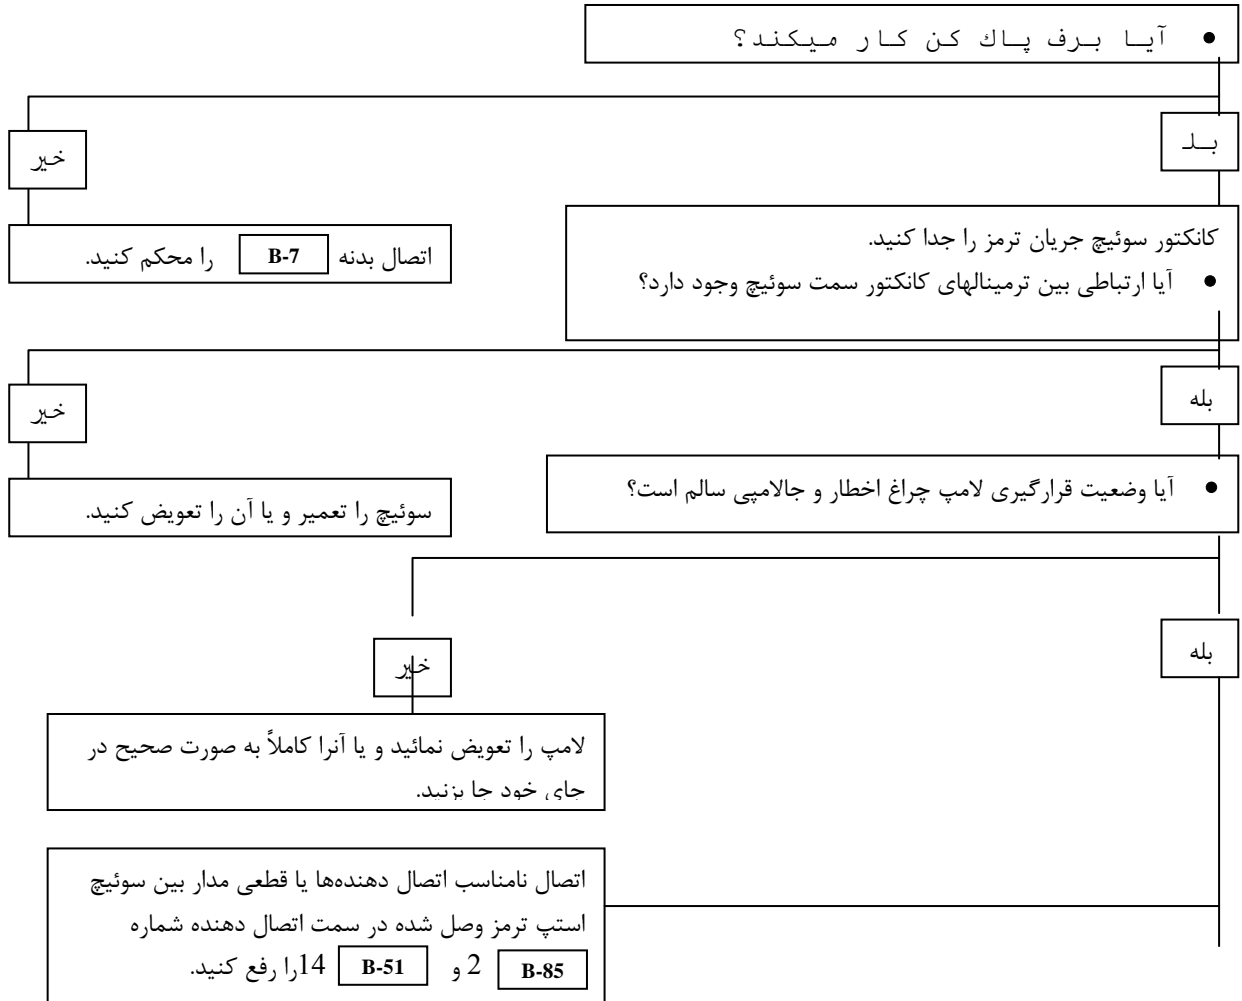 • آيا برف پاك كن كار ميكند؟
خیر
بلـ
کانکتور سوئیچ جریان ترمز را جدا کنید.
اتصال بدنه B-7 را محکم کنید.
• آیا ارتباطی بین ترمینالهای کانکتور سمت سوئیچ وجود دارد؟
خیر
بله
• آیا وضعیت قرارگیری لامپ چراغ اخطار و جالامپی سالم است؟
سوئیچ را تعمیر و یا آن را تعویض کنید.
بله
خیر
لامپ را تعویض نمائید و یا آنرا کاملاً به صورت صحیح در
جای خود جا بزنید.
اتصال نامناسب اتصال دهنده‌ها یا قطعی مدار بین سوئیچ
استپ ترمز وصل شده در سمت اتصال دهنده شماره
B-85 2 و B-51 14را رفع کنید.